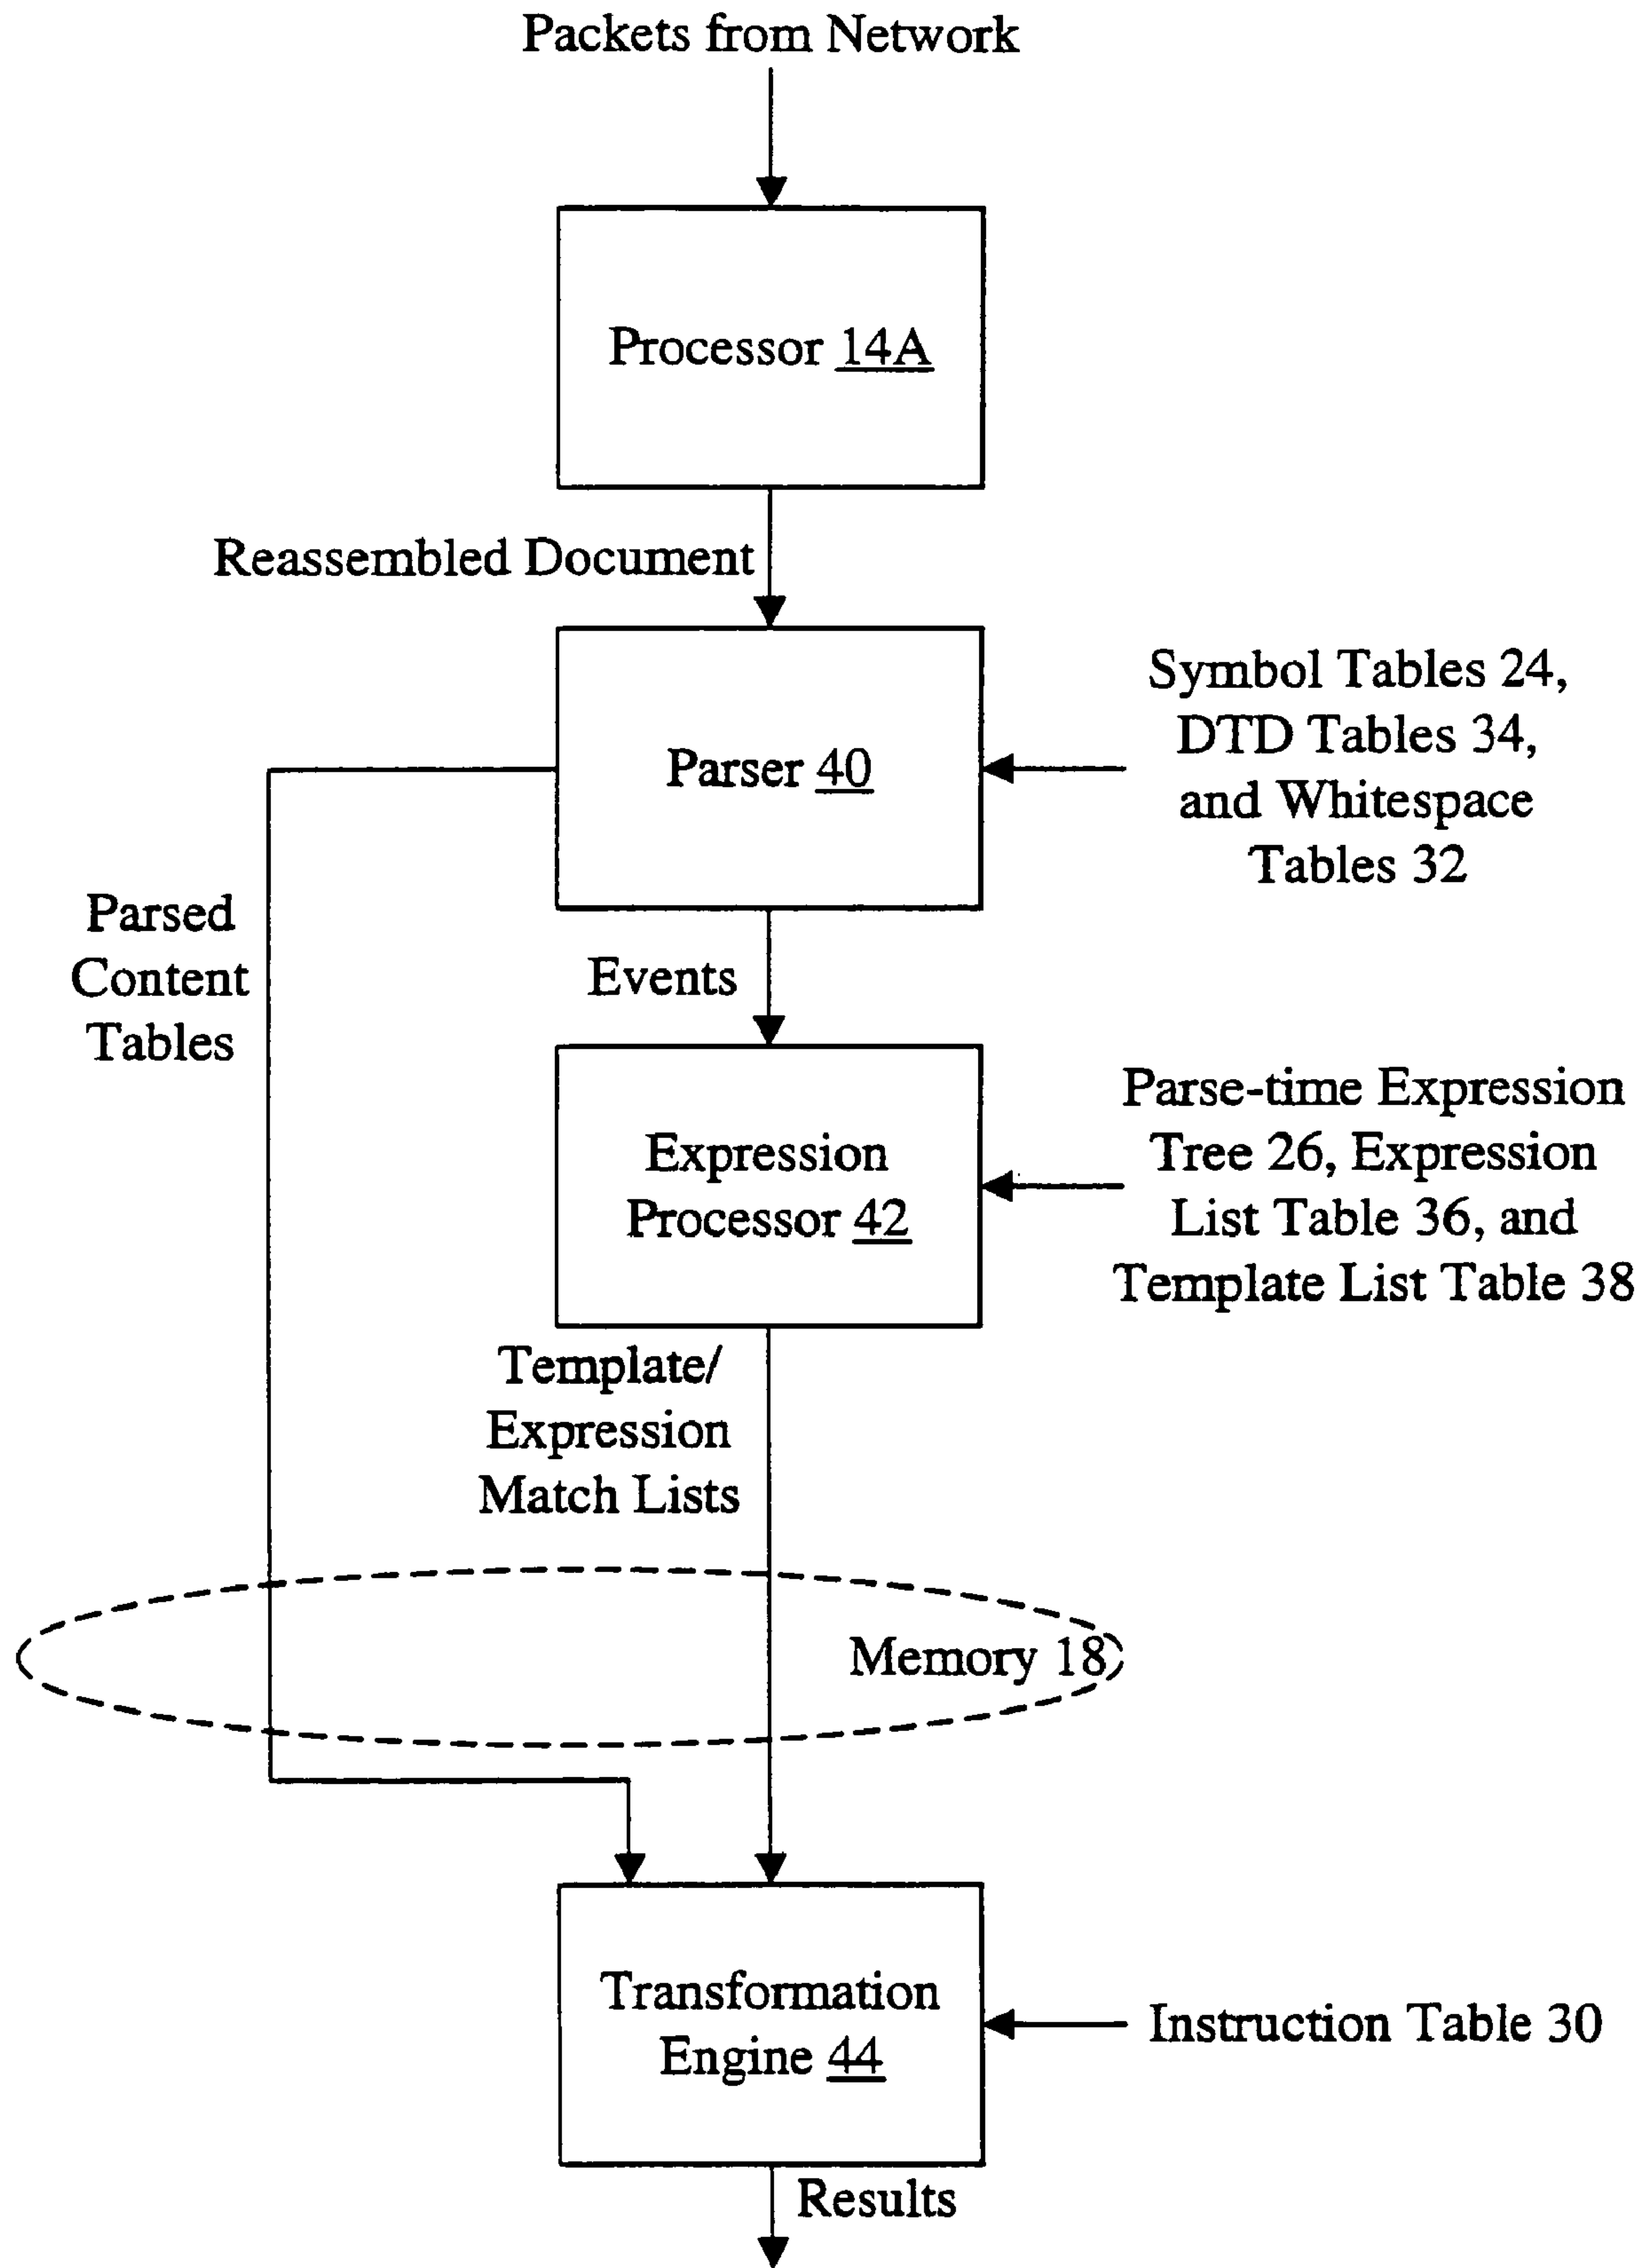 Packets from Network
Processor 14A
Reassembled Document
Parser 40
Symbol Tables 24,
DTD Tables 34,
and Whitespace
Tables 32
Parsed
Content
Tables
Events
Expression
Processor 42
Parse-time Expression
Tree 26, Expression
List Table 36, and
Template List Table 38
Template/
Expression
Match Lists
Memory 18
Transformation
Engine 44
Instruction Table 30
Results